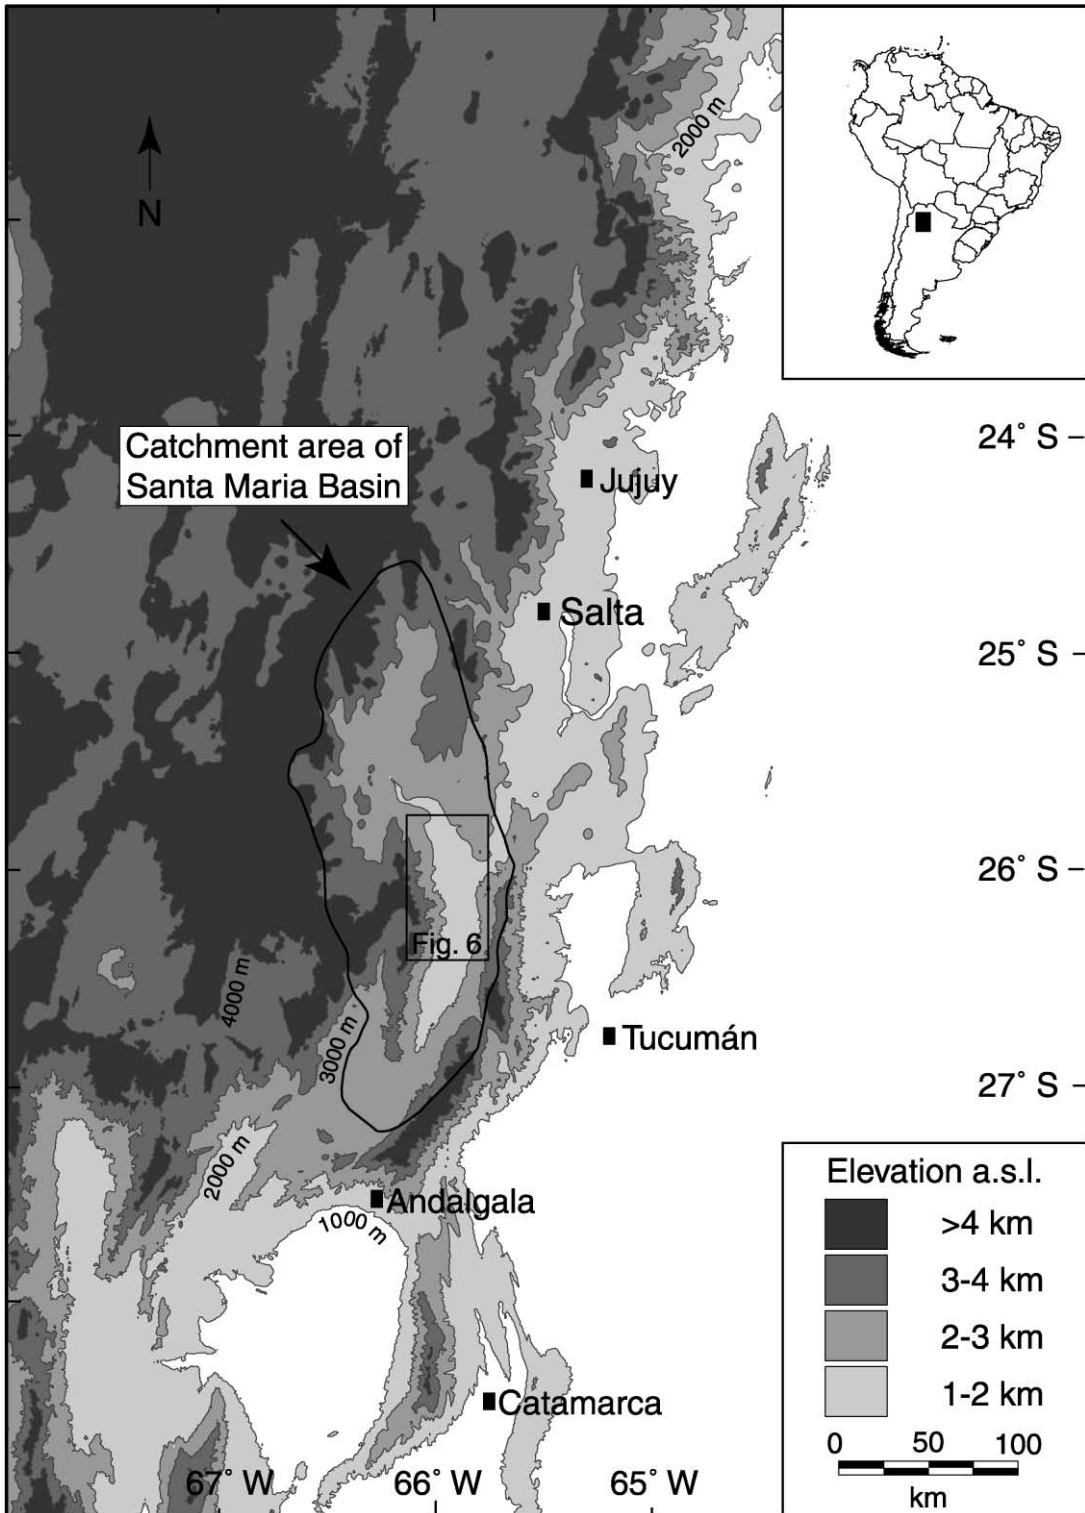 2000 m
N
24° S
Catchment area of
Santa Maria Basin
Jujuy
Salta
25° S
26° S
Fig. 6
4000 m
3000 m
Tucumán
27° S
2000 m
Andalgala
1000 m
Elevation a.s.l.
>4 km
3-4 km
2-3 km
1-2 km
Catamarca
0 50 100
km
67° W 66° W 65° W